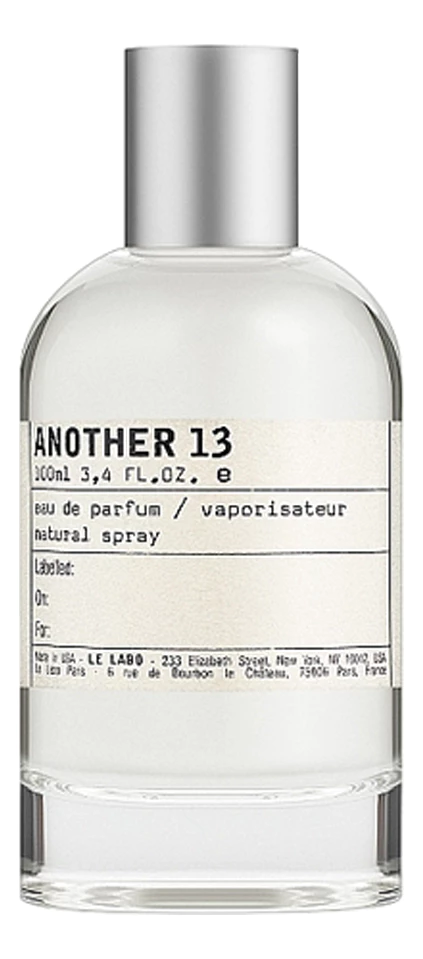 ANOTHER 13
100ml 3,4 FL.OZ. e
eau de parfum / vaporisateur
natural spray
Labelled:
On:
For:
Made in USA - LE LABO - 233 Elizabeth Street, New York, NY 10012, USA
Le Labo Paris - 6 rue de Bourbon le Château, 75006 Paris, France